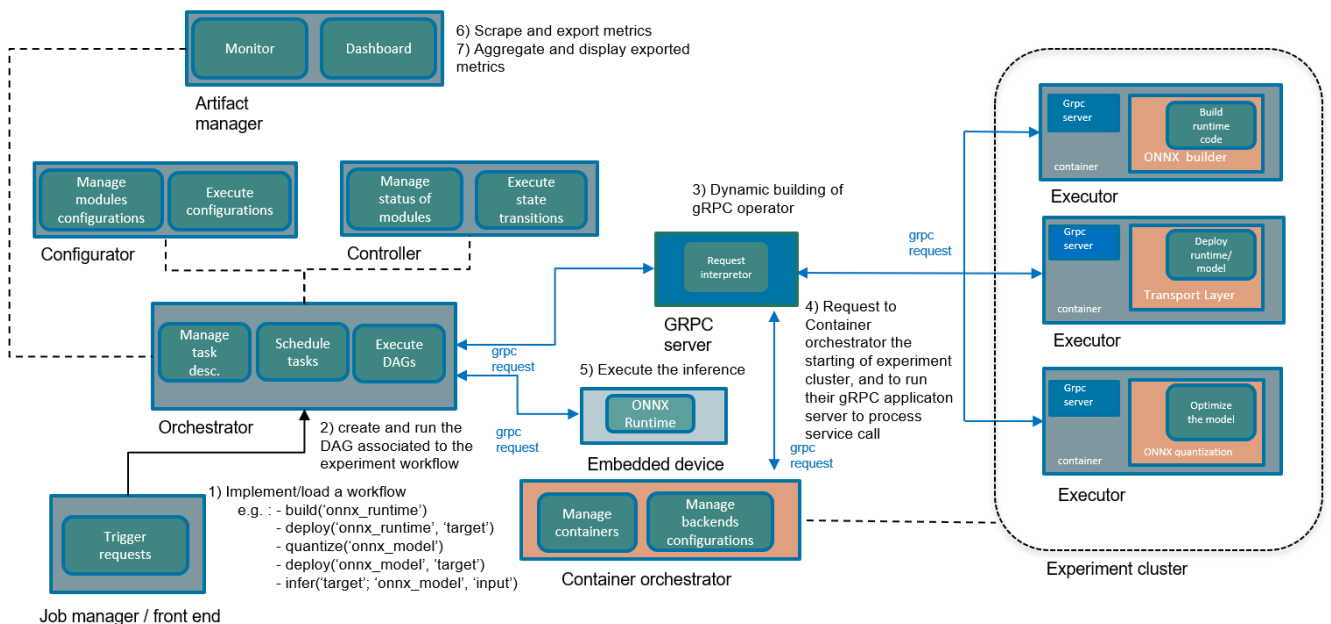 Monitor
Dashboard
6) Scrape and export metrics
7) Aggregate and display exported
metrics
Artifact
manager
Manage
modules
configurations
Execute
configurations
Configurator
Manage
status of
modules
Execute
state
transitions
Controller
3) Dynamic building of
gRPC operator
Request
interpretor
GRPC
server
grpc
request
Grpc
server
container
Build
runtime
code
ONNX builder
Executor
Grpc
server
container
Deploy
runtime/
model
Transport Layer
Executor
Grpc
server
container
Optimize
the model
ONNX quantization
Executor
Experiment cluster
Manage
task
desc.
Schedule
tasks
Execute
DAGs
Orchestrator
grpc
request
grpc
request
5) Execute the inference
ONNX
Runtime
Embedded device
4) Request to
Container
orchestrator the
starting of experiment
cluster, and to run
their gRPC applicaton
server to process
service call
grpc
request
2) create and run the
DAG associated to the
experiment workflow
1) Implement/load a workflow
e.g. : - build(‘onnx_runtime’)
- deploy(‘onnx_runtime’, ‘target’)
- quantize(‘onnx_model’)
- deploy(‘onnx_model’, ‘target’)
- infer(‘target’; ‘onnx_model’, ‘input’)
Trigger
requests
Job manager / front end
Manage
containers
Manage
backends
configurations
Container orchestrator